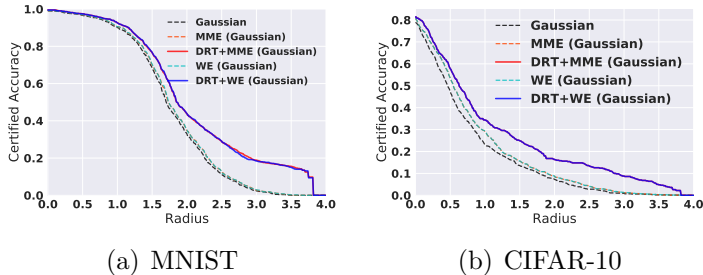 1.0
0.8
0.6
0.4
0.2
0.0
Certified Accuracy
0.0 0.5 1.0 1.5 2.0 2.5 3.0 3.5 4.0
Radius
Gaussian
MME (Gaussian)
DRT+MME (Gaussian)
WE (Gaussian)
DRT+WE (Gaussian)
(a) MNIST
0.8
0.7
0.6
0.5
0.4
0.3
0.2
0.1
0.0
Certified Accuracy
0.0 0.5 1.0 1.5 2.0 2.5 3.0 3.5 4.0
Radius
Gaussian
MME (Gaussian)
DRT+MME (Gaussian)
WE (Gaussian)
DRT+WE (Gaussian)
(b) CIFAR-10